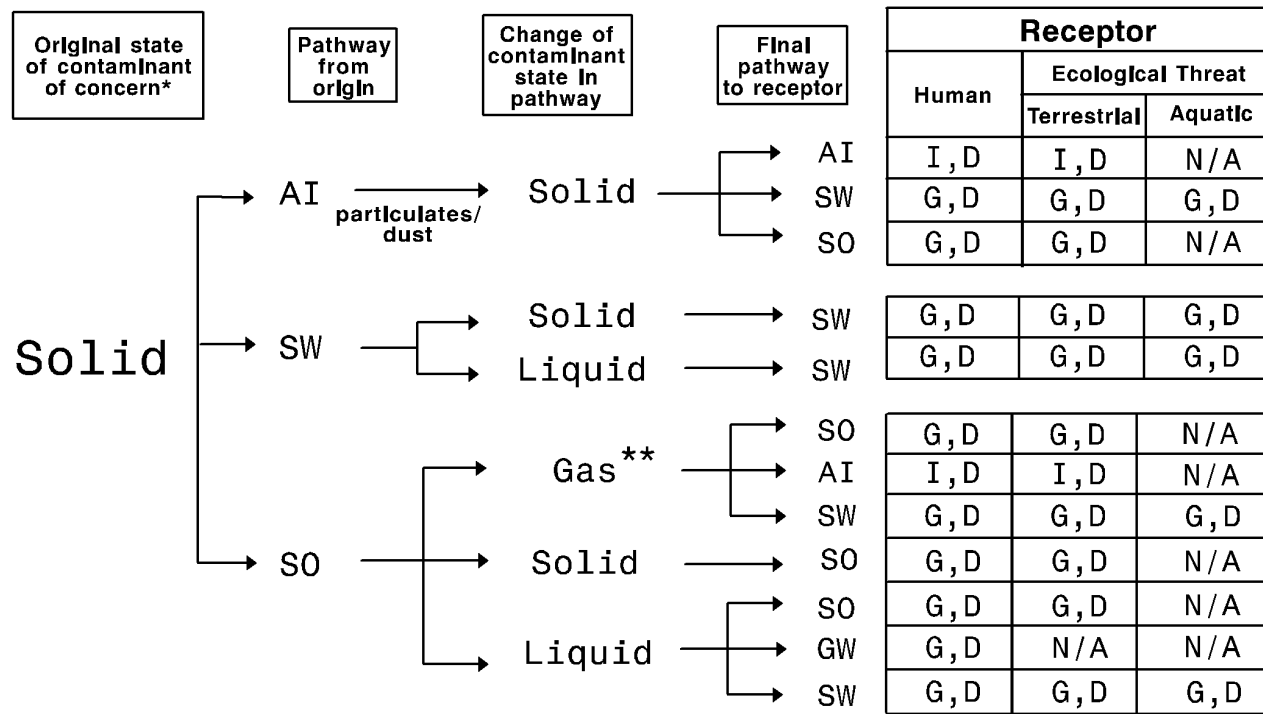 Original state
of contaminant
of concern*
Pathway
from
origin
Change of
contaminant
state in
pathway
Final
pathway
to receptor
Receptor
Human
Ecological Threat
Terrestrial
Aquatic
Solid
AI
particulates/
dust
Solid
AI
I,D
I,D
N/A
SW
G,D
G,D
G,D
SO
G,D
G,D
N/A
SW
Solid
SW
G,D
G,D
G,D
Liquid
SW
G,D
G,D
G,D
SO
Gas**
SO
G,D
G,D
N/A
AI
I,D
I,D
N/A
SW
G,D
G,D
G,D
Solid
SO
G,D
G,D
N/A
Liquid
SO
G,D
G,D
N/A
GW
G,D
N/A
N/A
SW
G,D
G,D
G,D